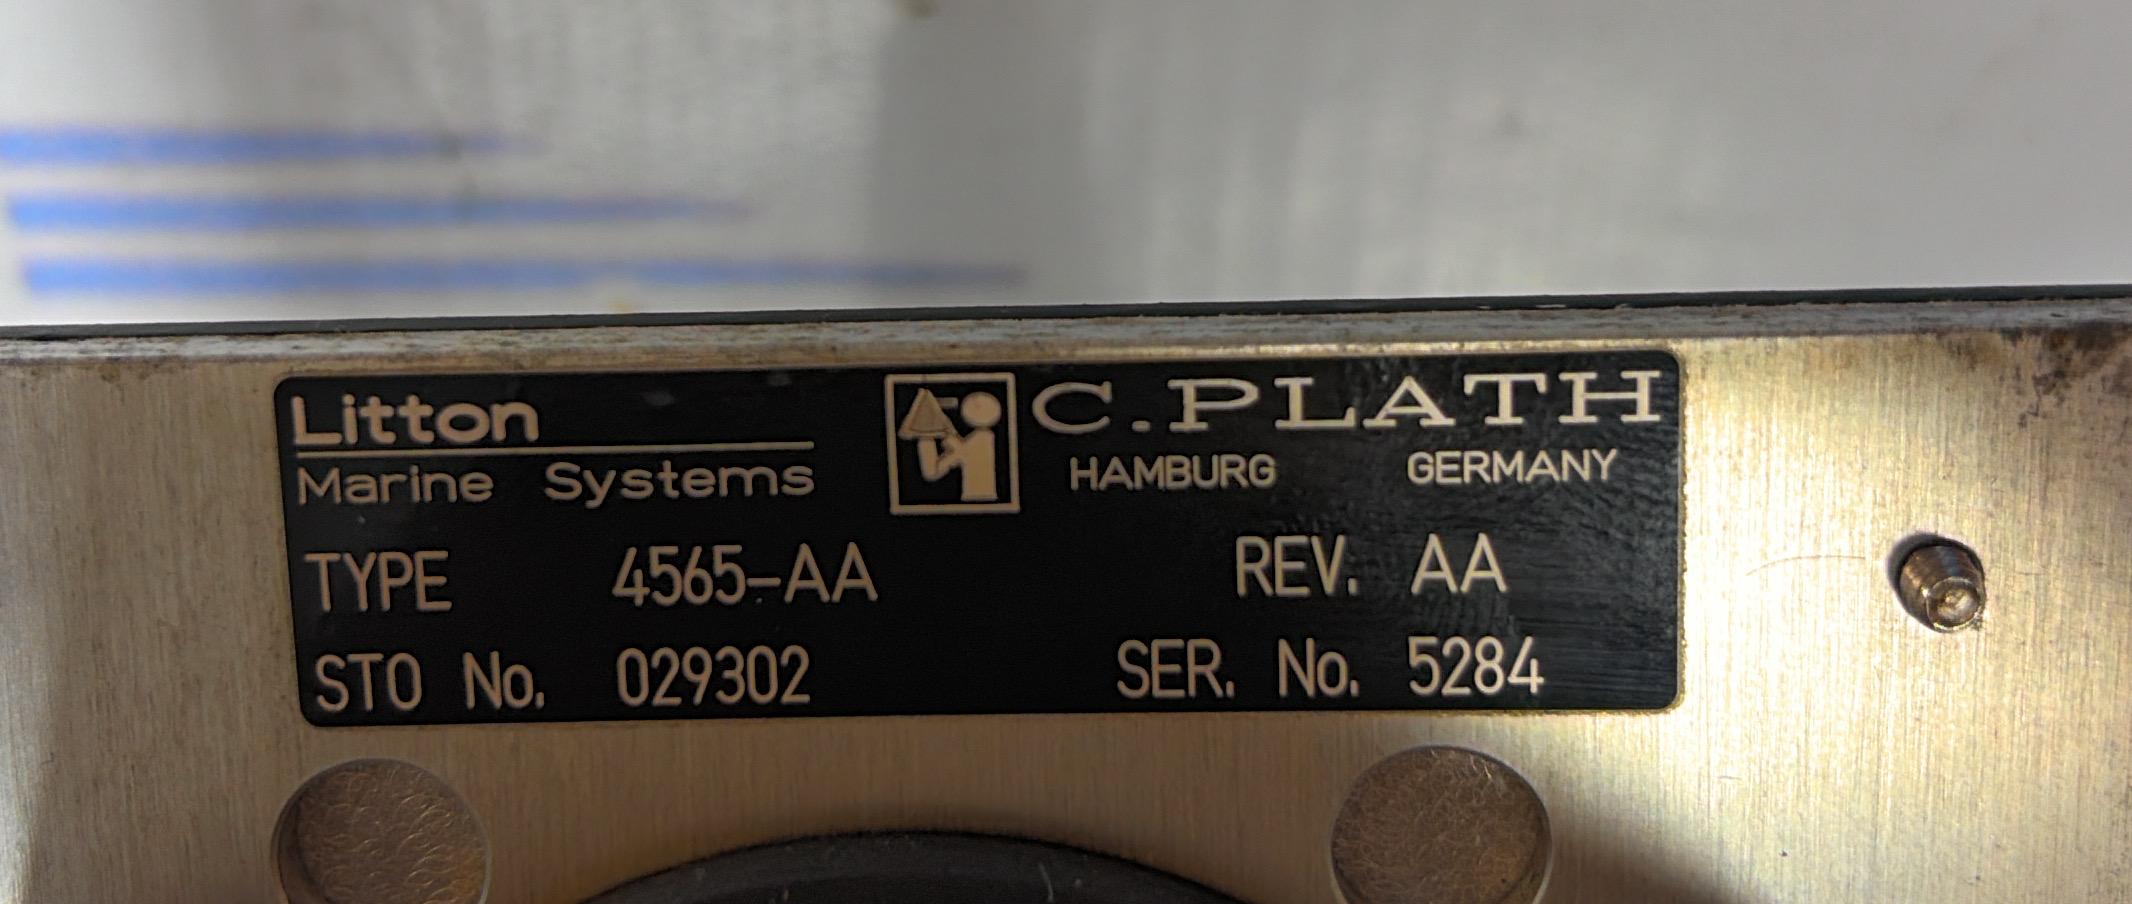 Litton
Marine Systems
C.PLATH
HAMBURG GERMANY
TYPE 4565-AA REV. AA
STO No. 029302 SER. No. 5284